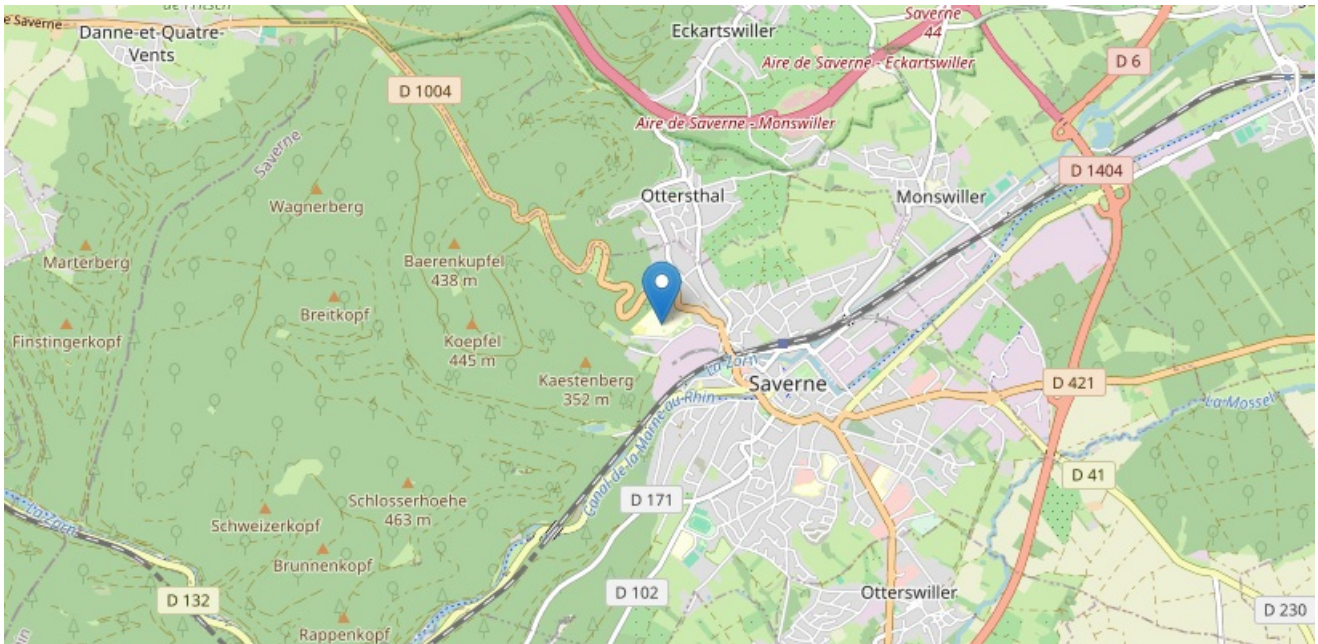 de Saverne
Danne-et-Quatre-
Vents
D 1004
Eckartswiller
Saverne
44
Aire de Saverne - Eckartswiller
Aire de Saverne - Monswiller
D 6
D 1404
Saverne
Wagnerberg
Ottersthal
Monswiller
Marterberg
Baerenkupfel
438 m
Breitkopf
Finstingerkopf
Koepfel
445 m
Kaestenberg
352 m
La Zorn
Saverne
D 421
La Mossel
Canal de la Marne au Rhin
D 41
Schlosserhoehe
463 m
D 171
La Zorn
Schweizerkopf
Brunnenkopf
D 132
D 102
Otterswiller
D 230
Rappenkopf